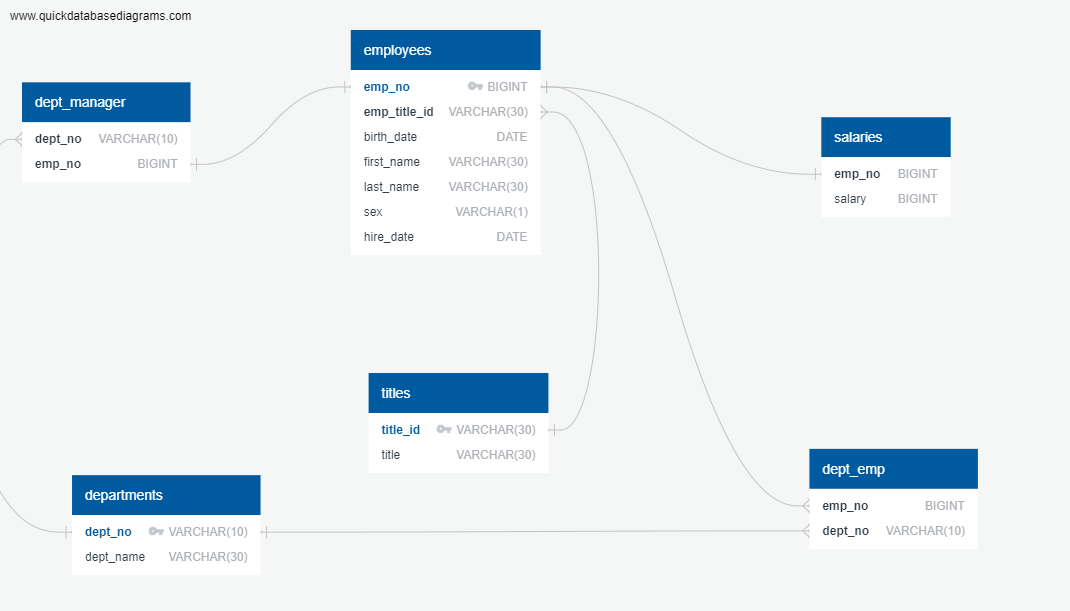 www.quickdatabasediagrams.com
employees
emp_no BIGINT
emp_title_id VARCHAR(30)
birth_date DATE
first_name VARCHAR(30)
last_name VARCHAR(30)
sex VARCHAR(1)
hire_date DATE
dept_manager
dept_no VARCHAR(10)
emp_no BIGINT
salaries
emp_no BIGINT
salary BIGINT
titles
title_id VARCHAR(30)
title VARCHAR(30)
departments
dept_no VARCHAR(10)
dept_name VARCHAR(30)
dept_emp
emp_no BIGINT
dept_no VARCHAR(10)